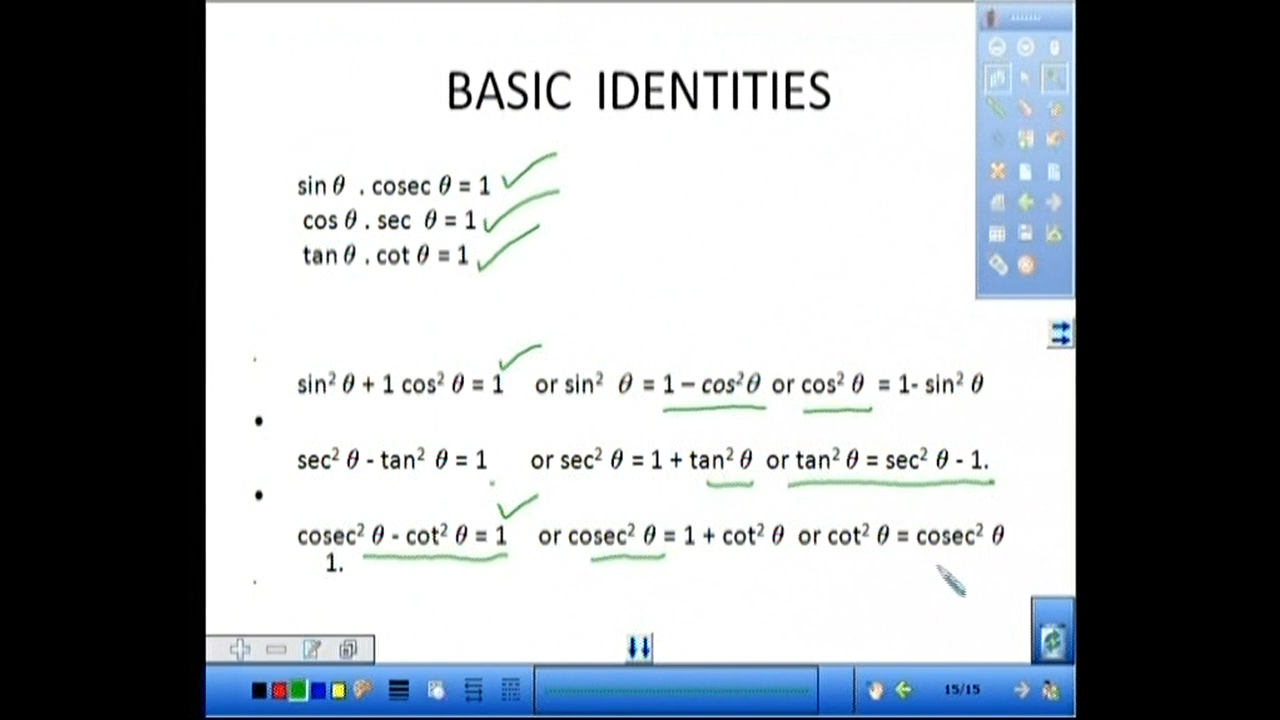 BASIC IDENTITIES
sin θ . cosec θ = 1
cos θ . sec θ = 1
tan θ . cot θ = 1
sin² θ + 1 cos² θ = 1 or sin² θ = 1 – cos²θ or cos² θ = 1- sin² θ
sec² θ - tan² θ = 1 or sec² θ = 1 + tan² θ or tan² θ = sec² θ - 1.
cosec² θ - cot² θ = 1 or cosec² θ = 1 + cot² θ or cot² θ = cosec² θ
1.
15/15